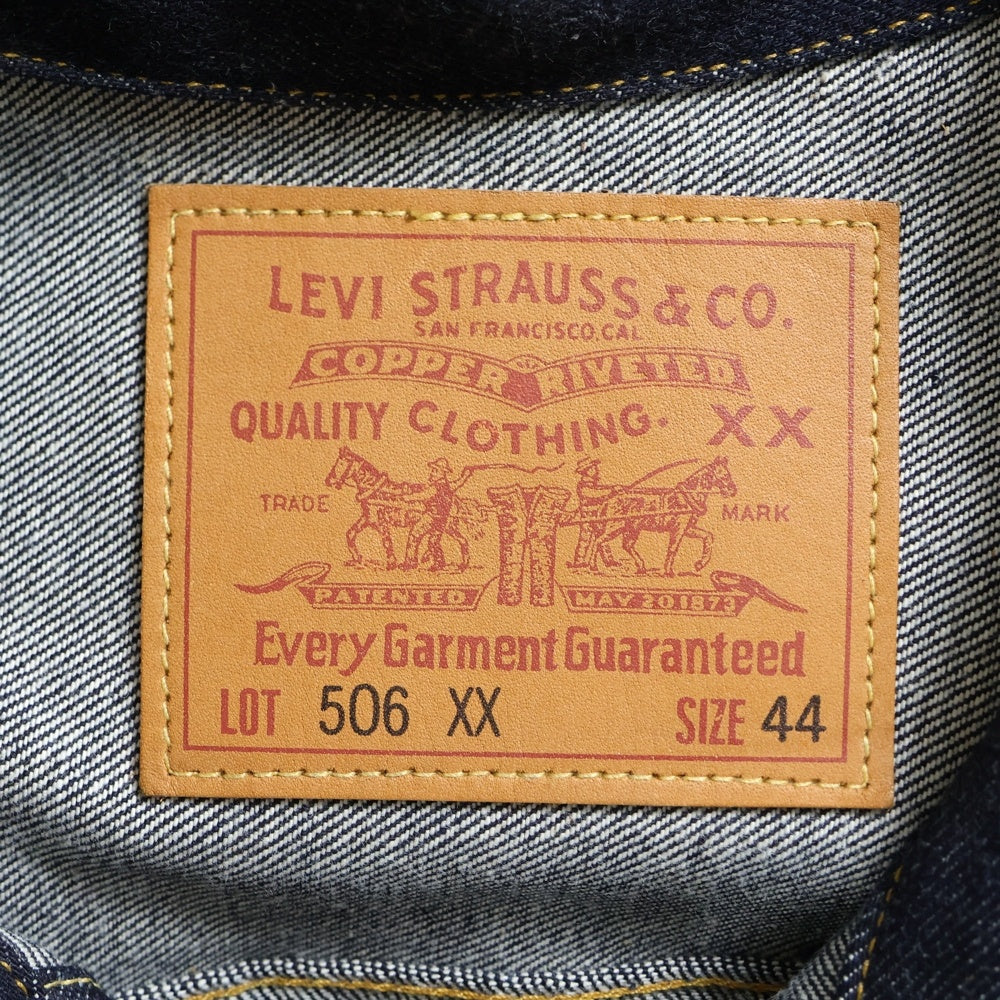 LEVI STRAUSS & CO.
SAN FRANCISCO, CAL
COPPER RIVETED
QUALITY CLOTHING. XX
TRADE MARK
PATENTED MAY 20 1873
Every Garment Guaranteed
LOT 506 XX SIZE 44